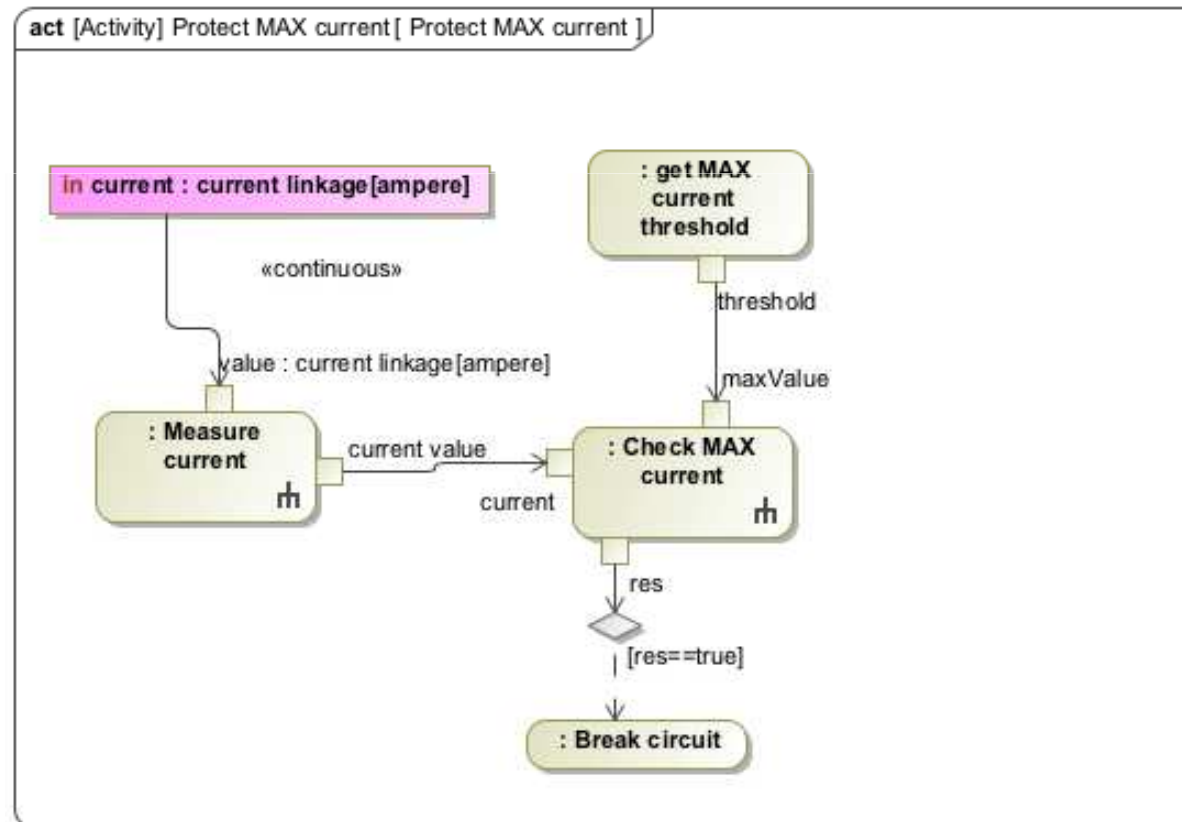 act [Activity] Protect MAX current [ Protect MAX current ]
in current : current linkage[ampere]
: get MAX
current
threshold
«continuous»
threshold
value : current linkage[ampere]
maxValue
: Measure
current
current value
current
: Check MAX
current
res
[res==true]
: Break circuit